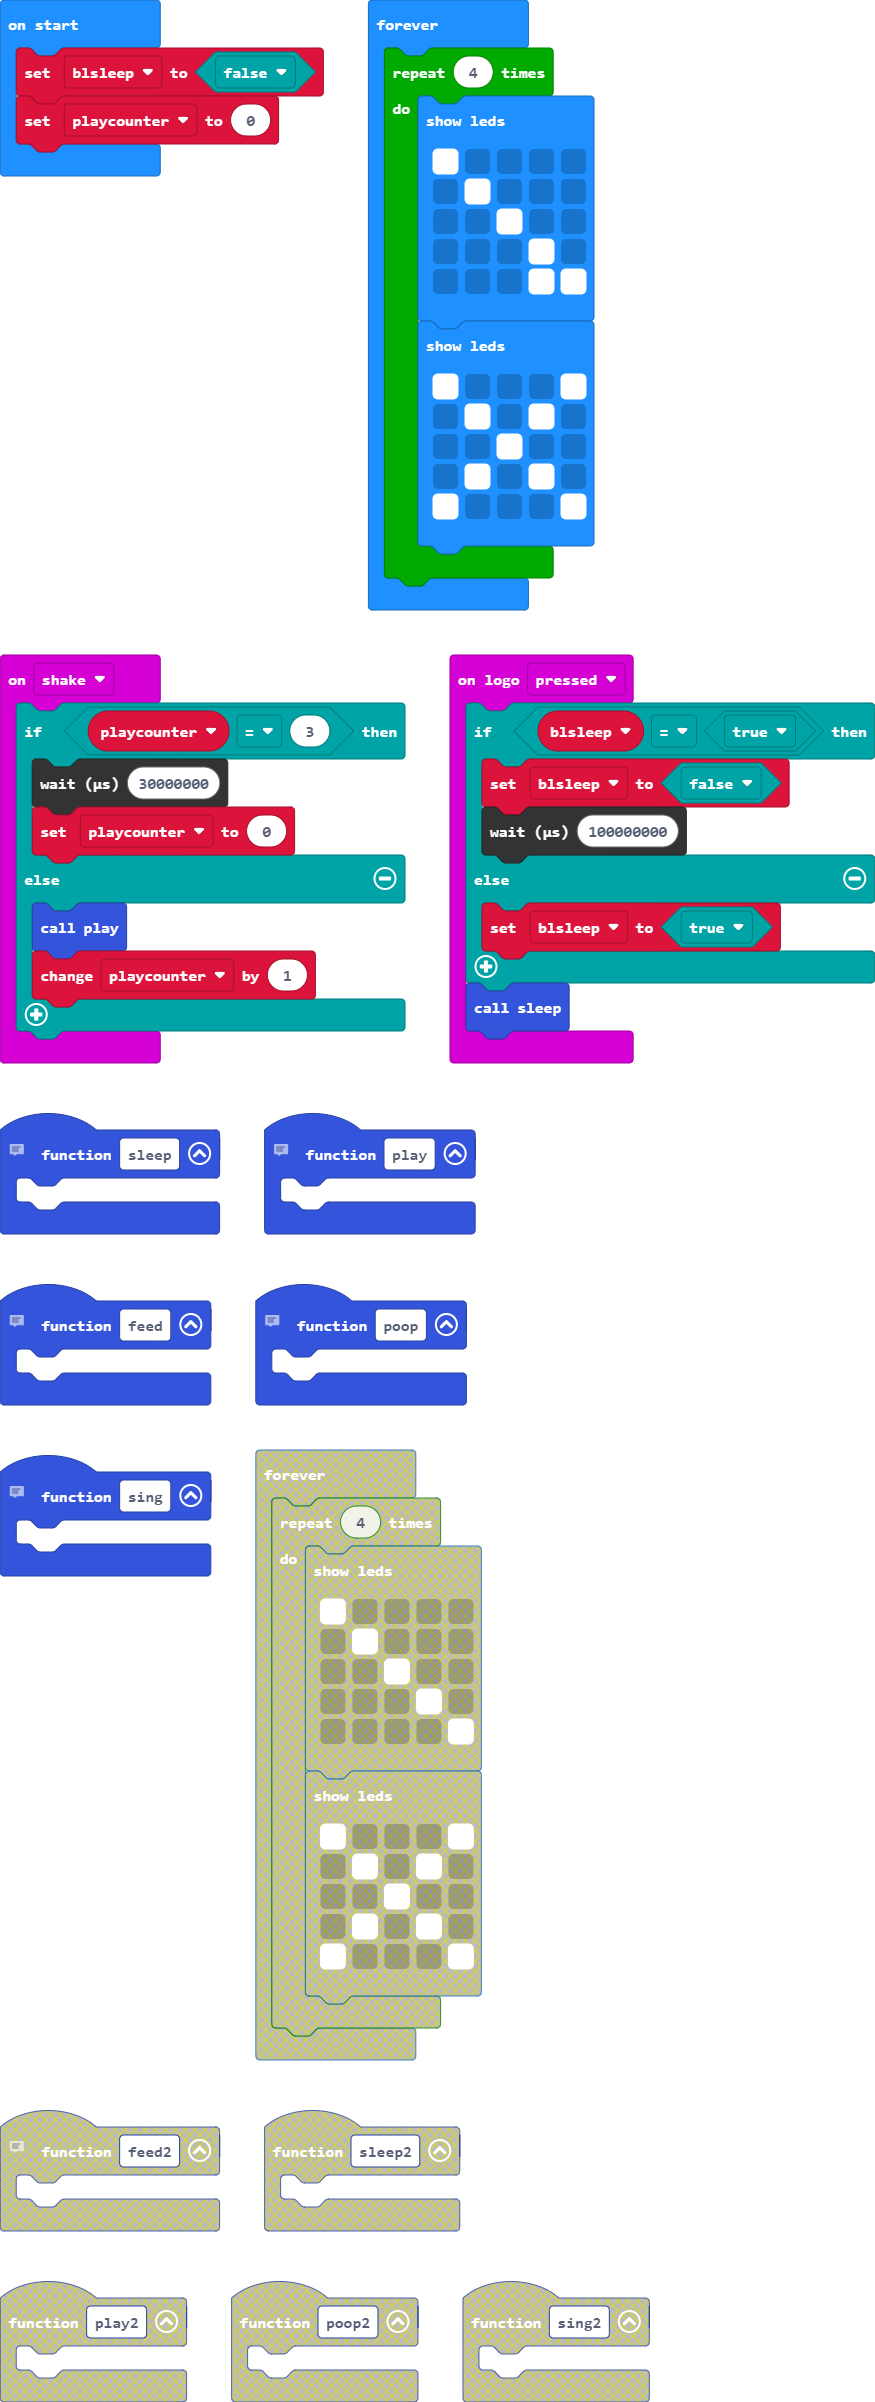 on start
set blsleep to false
set playcounter to 0
forever
repeat 4 times
do
show leds
show leds
on shake
if playcounter = 3 then
wait (µs) 30000000
set playcounter to 0
else
call play
change playcounter by 1
on logo pressed
if blsleep = true then
set blsleep to false
wait (µs) 100000000
else
set blsleep to true
call sleep
function sleep
function play
function feed
function poop
function sing
forever
repeat 4 times
do
show leds
show leds
function feed2
function sleep2
function play2
function poop2
function sing2